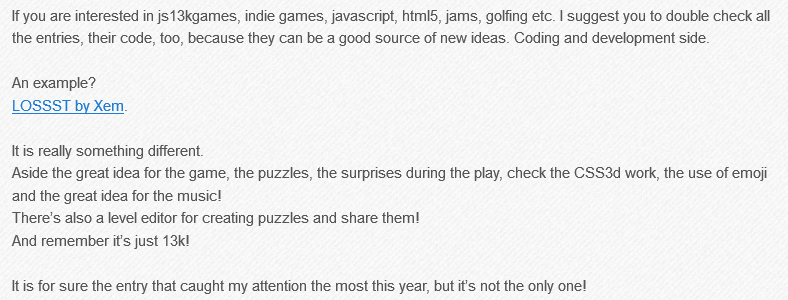 If you are interested in js13kgames, indie games, javascript, html5, jams, golfing etc. I suggest you to double check all
the entries, their code, too, because they can be a good source of new ideas. Coding and development side.
An example?
LOSSST by Xem.
It is really something different.
Aside the great idea for the game, the puzzles, the surprises during the play, check the CSS3d work, the use of emoji
and the great idea for the music!
There’s also a level editor for creating puzzles and share them!
And remember it’s just 13k!
It is for sure the entry that caught my attention the most this year, but it’s not the only one!